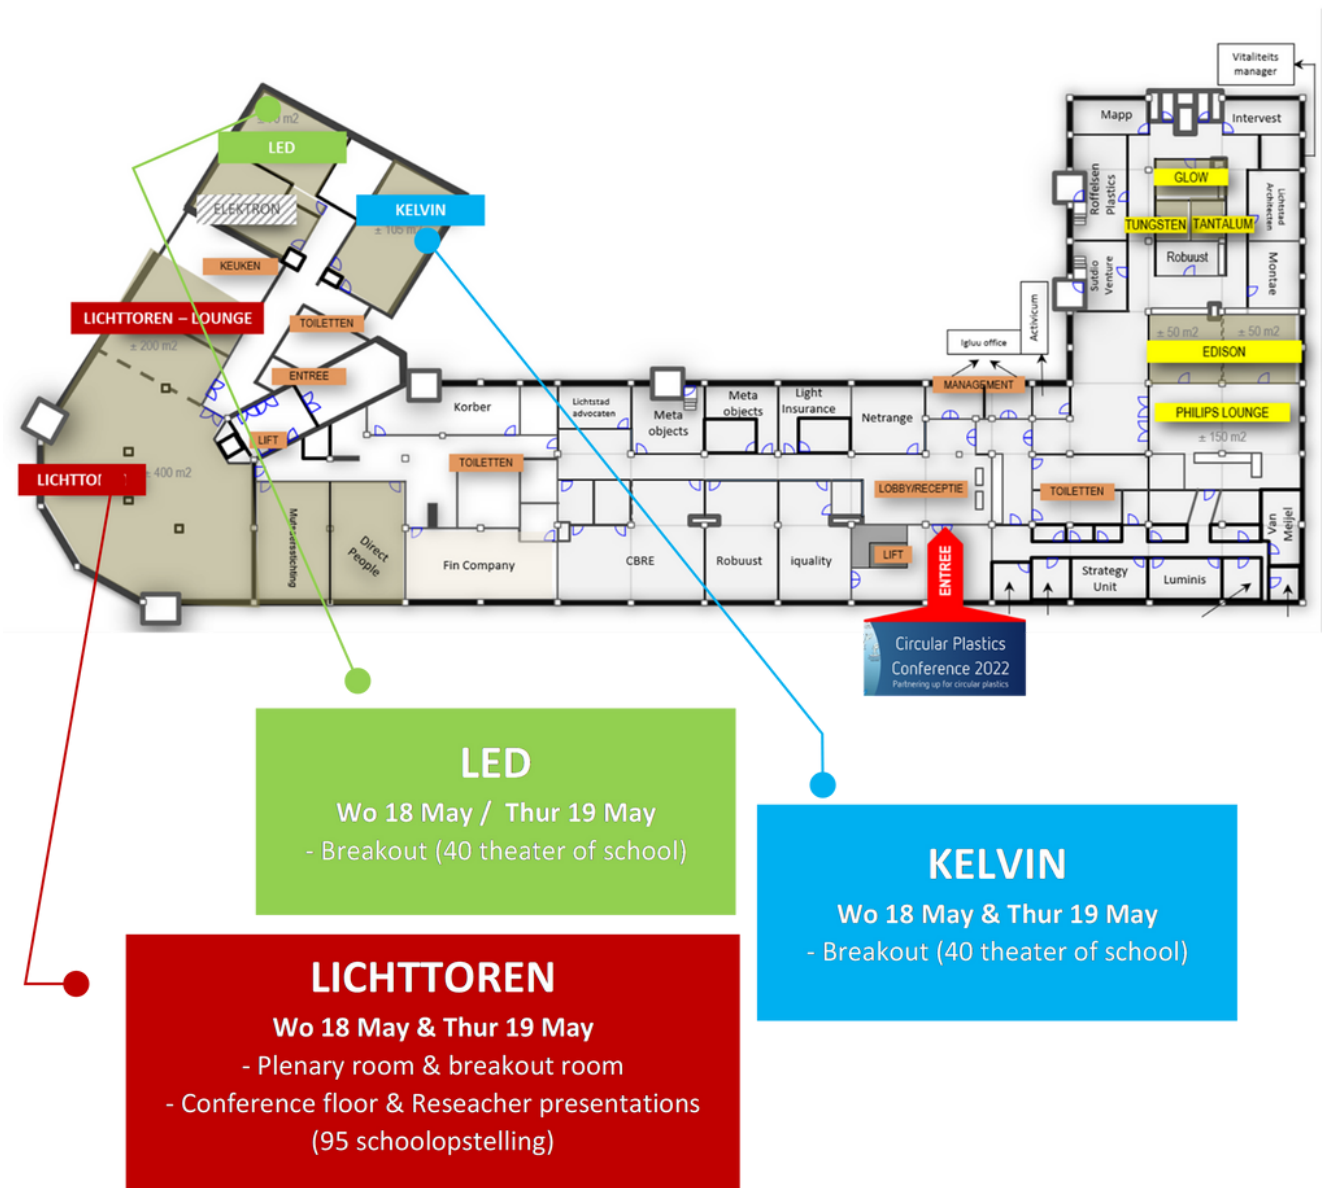 Vitaliteits
manager
Mapp
Intervest
m2
LED
GLOW
Roffelsen
Plastics
Lichtstad
Architecten
ELEKTRON
KELVIN
± 105 m2
TUNGSTEN
TANTALUM
Robuust
Sutdio
Venture
Montae
KEUKEN
LICHTTOREN – LOUNGE
± 200 m2
TOILETTEN
Activicum
Igluu office
± 50 m2
± 50 m2
EDISON
ENTREE
MANAGEMENT
Korber
Lichtstad
advocaten
Meta
objects
Meta
objects
Light
Insurance
Netrange
PHILIPS LOUNGE
± 150 m2
LIFT
TOILETTEN
LICHTTO
± 400 m2
LOBBY/RECEPTIE
TOILETTEN
Direct
People
Fin Company
CBRE
Robuust
iquality
LIFT
ENTREE
Strategy
Unit
Luminis
Van
Meijel
Circular Plastics
Conference 2022
Partnering up for circular plastics
LED
Wo 18 May / Thur 19 May
- Breakout (40 theater of school)
KELVIN
Wo 18 May & Thur 19 May
- Breakout (40 theater of school)
LICHTTOREN
Wo 18 May & Thur 19 May
- Plenary room & breakout room
- Conference floor & Reseacher presentations
(95 schoolopstelling)